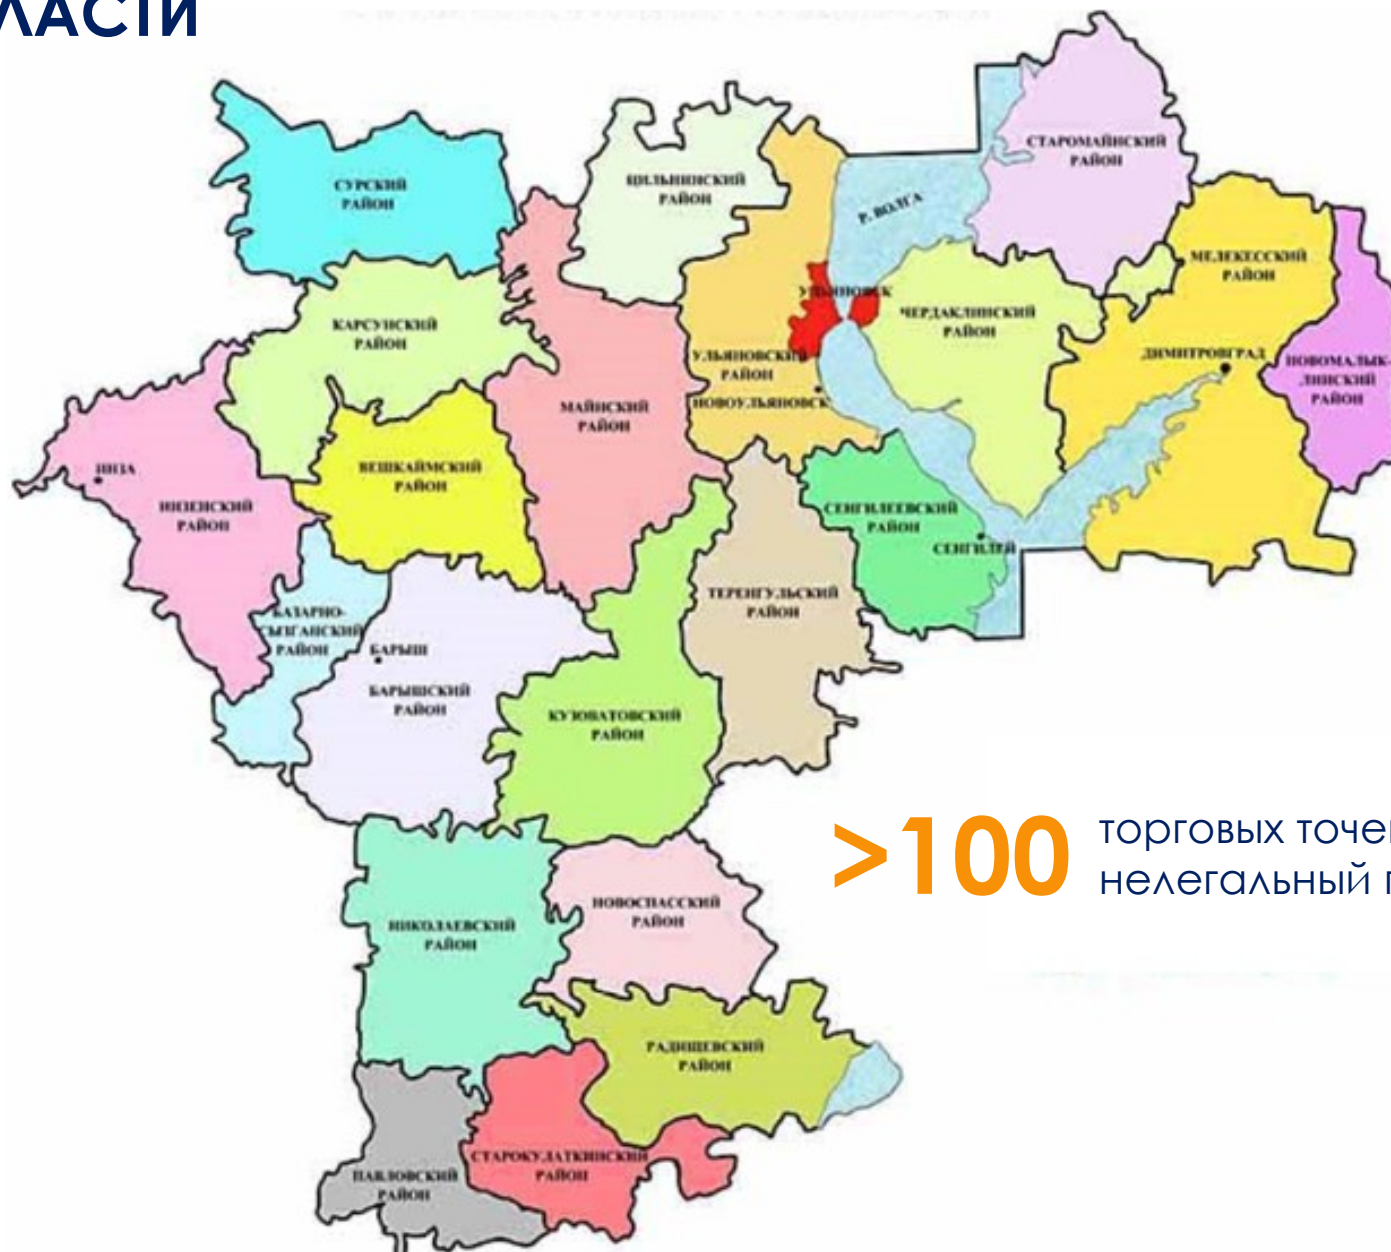 ЛАСТИ
СТАРОМАЙНСКИЙ
РАЙОН
СУРСКИЙ
РАЙОН
ЦИЛЬНИНСКИЙ
РАЙОН
Р. ВОЛГА
МЕЛЕКЕССКИЙ
РАЙОН
УЛЬЯНОВСК
ЧЕРДАКЛИНСКИЙ
РАЙОН
КАРСУНСКИЙ
РАЙОН
УЛЬЯНОВСКИЙ
РАЙОН
ДИМИТРОВГРАД
НОВОМАЛЫК-
ЛИНСКИЙ
РАЙОН
НОВОУЛЬЯНОВСК
МАЙНСКИЙ
РАЙОН
ВЕШКАЙМСКИЙ
РАЙОН
ИНЗА
ИНЗЕНСКИЙ
РАЙОН
СЕНГИЛЕЕВСКИЙ
РАЙОН
СЕНГИЛЕЙ
ТЕРЕНГУЛЬСКИЙ
РАЙОН
БАЗАРНО-
СЫЗГАНСКИЙ
РАЙОН
БАРЫШ
БАРЫШСКИЙ
РАЙОН
КУЗОВАТОВСКИЙ
РАЙОН
>100
торговых точек
нелегальный
НОВОСПАССКИЙ
РАЙОН
НИКОЛАЕВСКИЙ
РАЙОН
РАДИЩЕВСКИЙ
РАЙОН
СТАРОКУЛАТКИНСКИЙ
РАЙОН
ПАВЛОВСКИЙ
РАЙОН